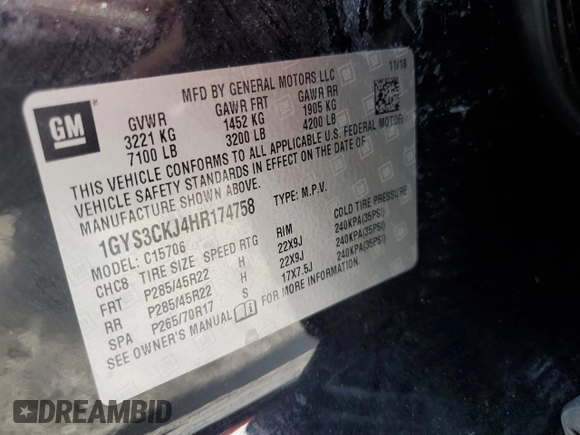 MFD BY GENERAL MOTORS LLC 11/16
GM GVWR GAWR FRT GAWR RR
3221 KG 1452 KG 1905 KG
7100 LB 3200 LB 4200 LB
THIS VEHICLE CONFORMS TO ALL APPLICABLE U.S. FEDERAL MOTOR
VEHICLE SAFETY STANDARDS IN EFFECT ON THE DATE OF
MANUFACTURE SHOWN ABOVE.
1GYS3CKJ4HR174758 TYPE: M.P.V.
MODEL: C15706
CHC8 TIRE SIZE SPEED RTG RIM COLD TIRE PRESSURE
FRT P285/45R22 H 22X9J 240KPA(35PSI)
RR P285/45R22 H 22X9J 240KPA(35PSI)
SPA P265/70R17 S 17X7.5J 240KPA(35PSI)
SEE OWNER'S MANUAL FOR MORE INFORMATION.
DREAMBID